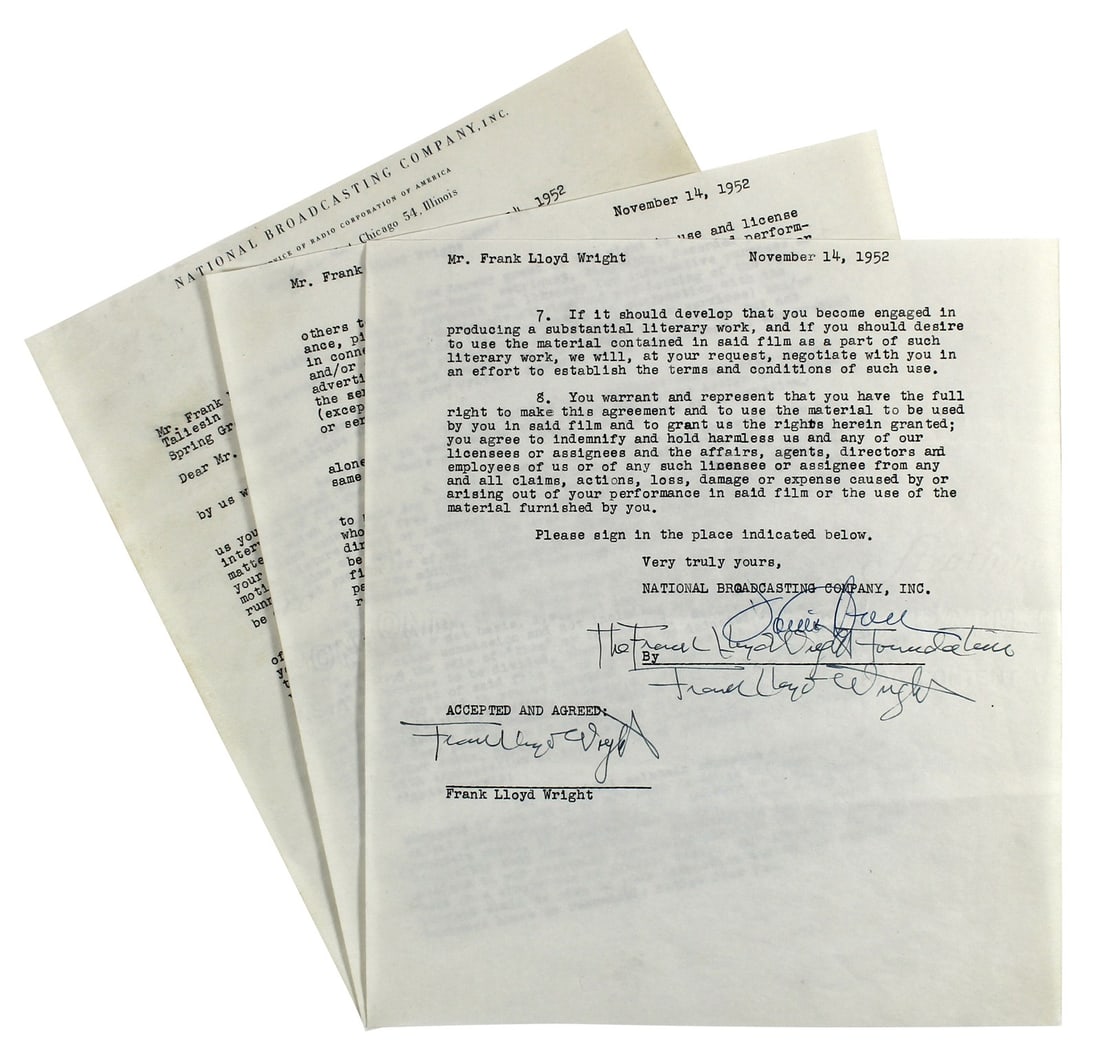 NATIONAL BROADCASTING COMPANY, INC.
OF RADIO CORPORATION OF AMERICA
Chicago 54, Illinois
1952
Mr. Frank
Taliesin
Spring Gr
Dear Mr.
by us w
us you
inter
matte
your
moti
runn
be
of
Mr. Frank
November 14, 1952
use and license
perform-
others t
ance, pi
in conne
and/or
adverti
the ser
(excep
or ser
alone
same
to
who
dir
be
fi
pa
r
Mr. Frank Lloyd Wright November 14, 1952
7. If it should develop that you become engaged in
producing a substantial literary work, and if you should desire
to use the material contained in said film as a part of such
literary work, we will, at your request, negotiate with you in
an effort to establish the terms and conditions of such use.
8. You warrant and represent that you have the full
right to make this agreement and to use the material to be used
by you in said film and to grant us the rights herein granted;
you agree to indemnify and hold harmless us and any of our
licensees or assignees and the affairs, agents, directors and
employees of us or of any such licensee or assignee from any
and all claims, actions, loss, damage or expense caused by or
arising out of your performance in said film or the use of the
material furnished by you.
Please sign in the place indicated below.
Very truly yours,
NATIONAL BROADCASTING COMPANY, INC.
The Frank Lloyd Wright Foundation
By
Frank Lloyd Wright
ACCEPTED AND AGREED:
Frank Lloyd Wright
Frank Lloyd Wright